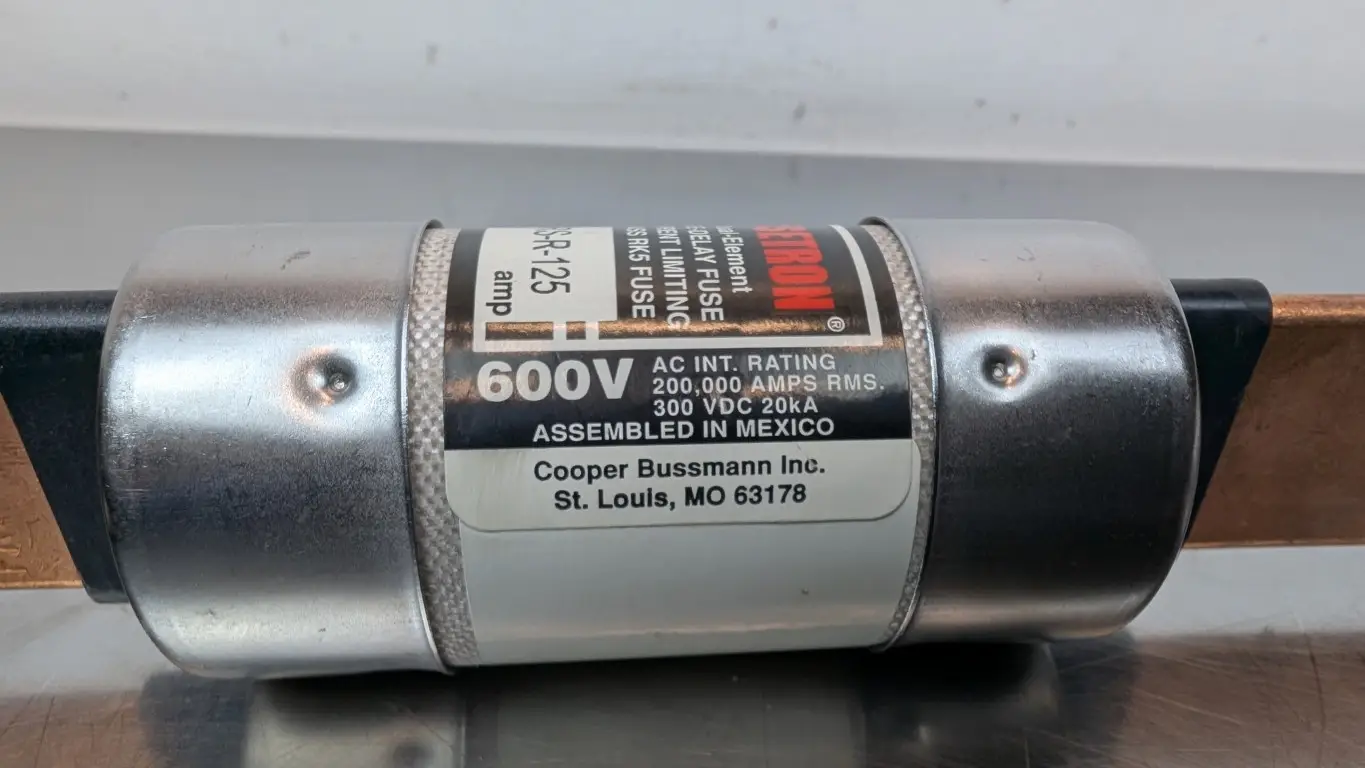 SETRON ®
al-Element
DELAY FUSE
ENT LIMITING
SS RK5 FUSE
S-R-125
amp
600V
AC INT. RATING
200,000 AMPS RMS.
300 VDC 20kA
ASSEMBLED IN MEXICO
Cooper Bussmann Inc.
St. Louis, MO 63178